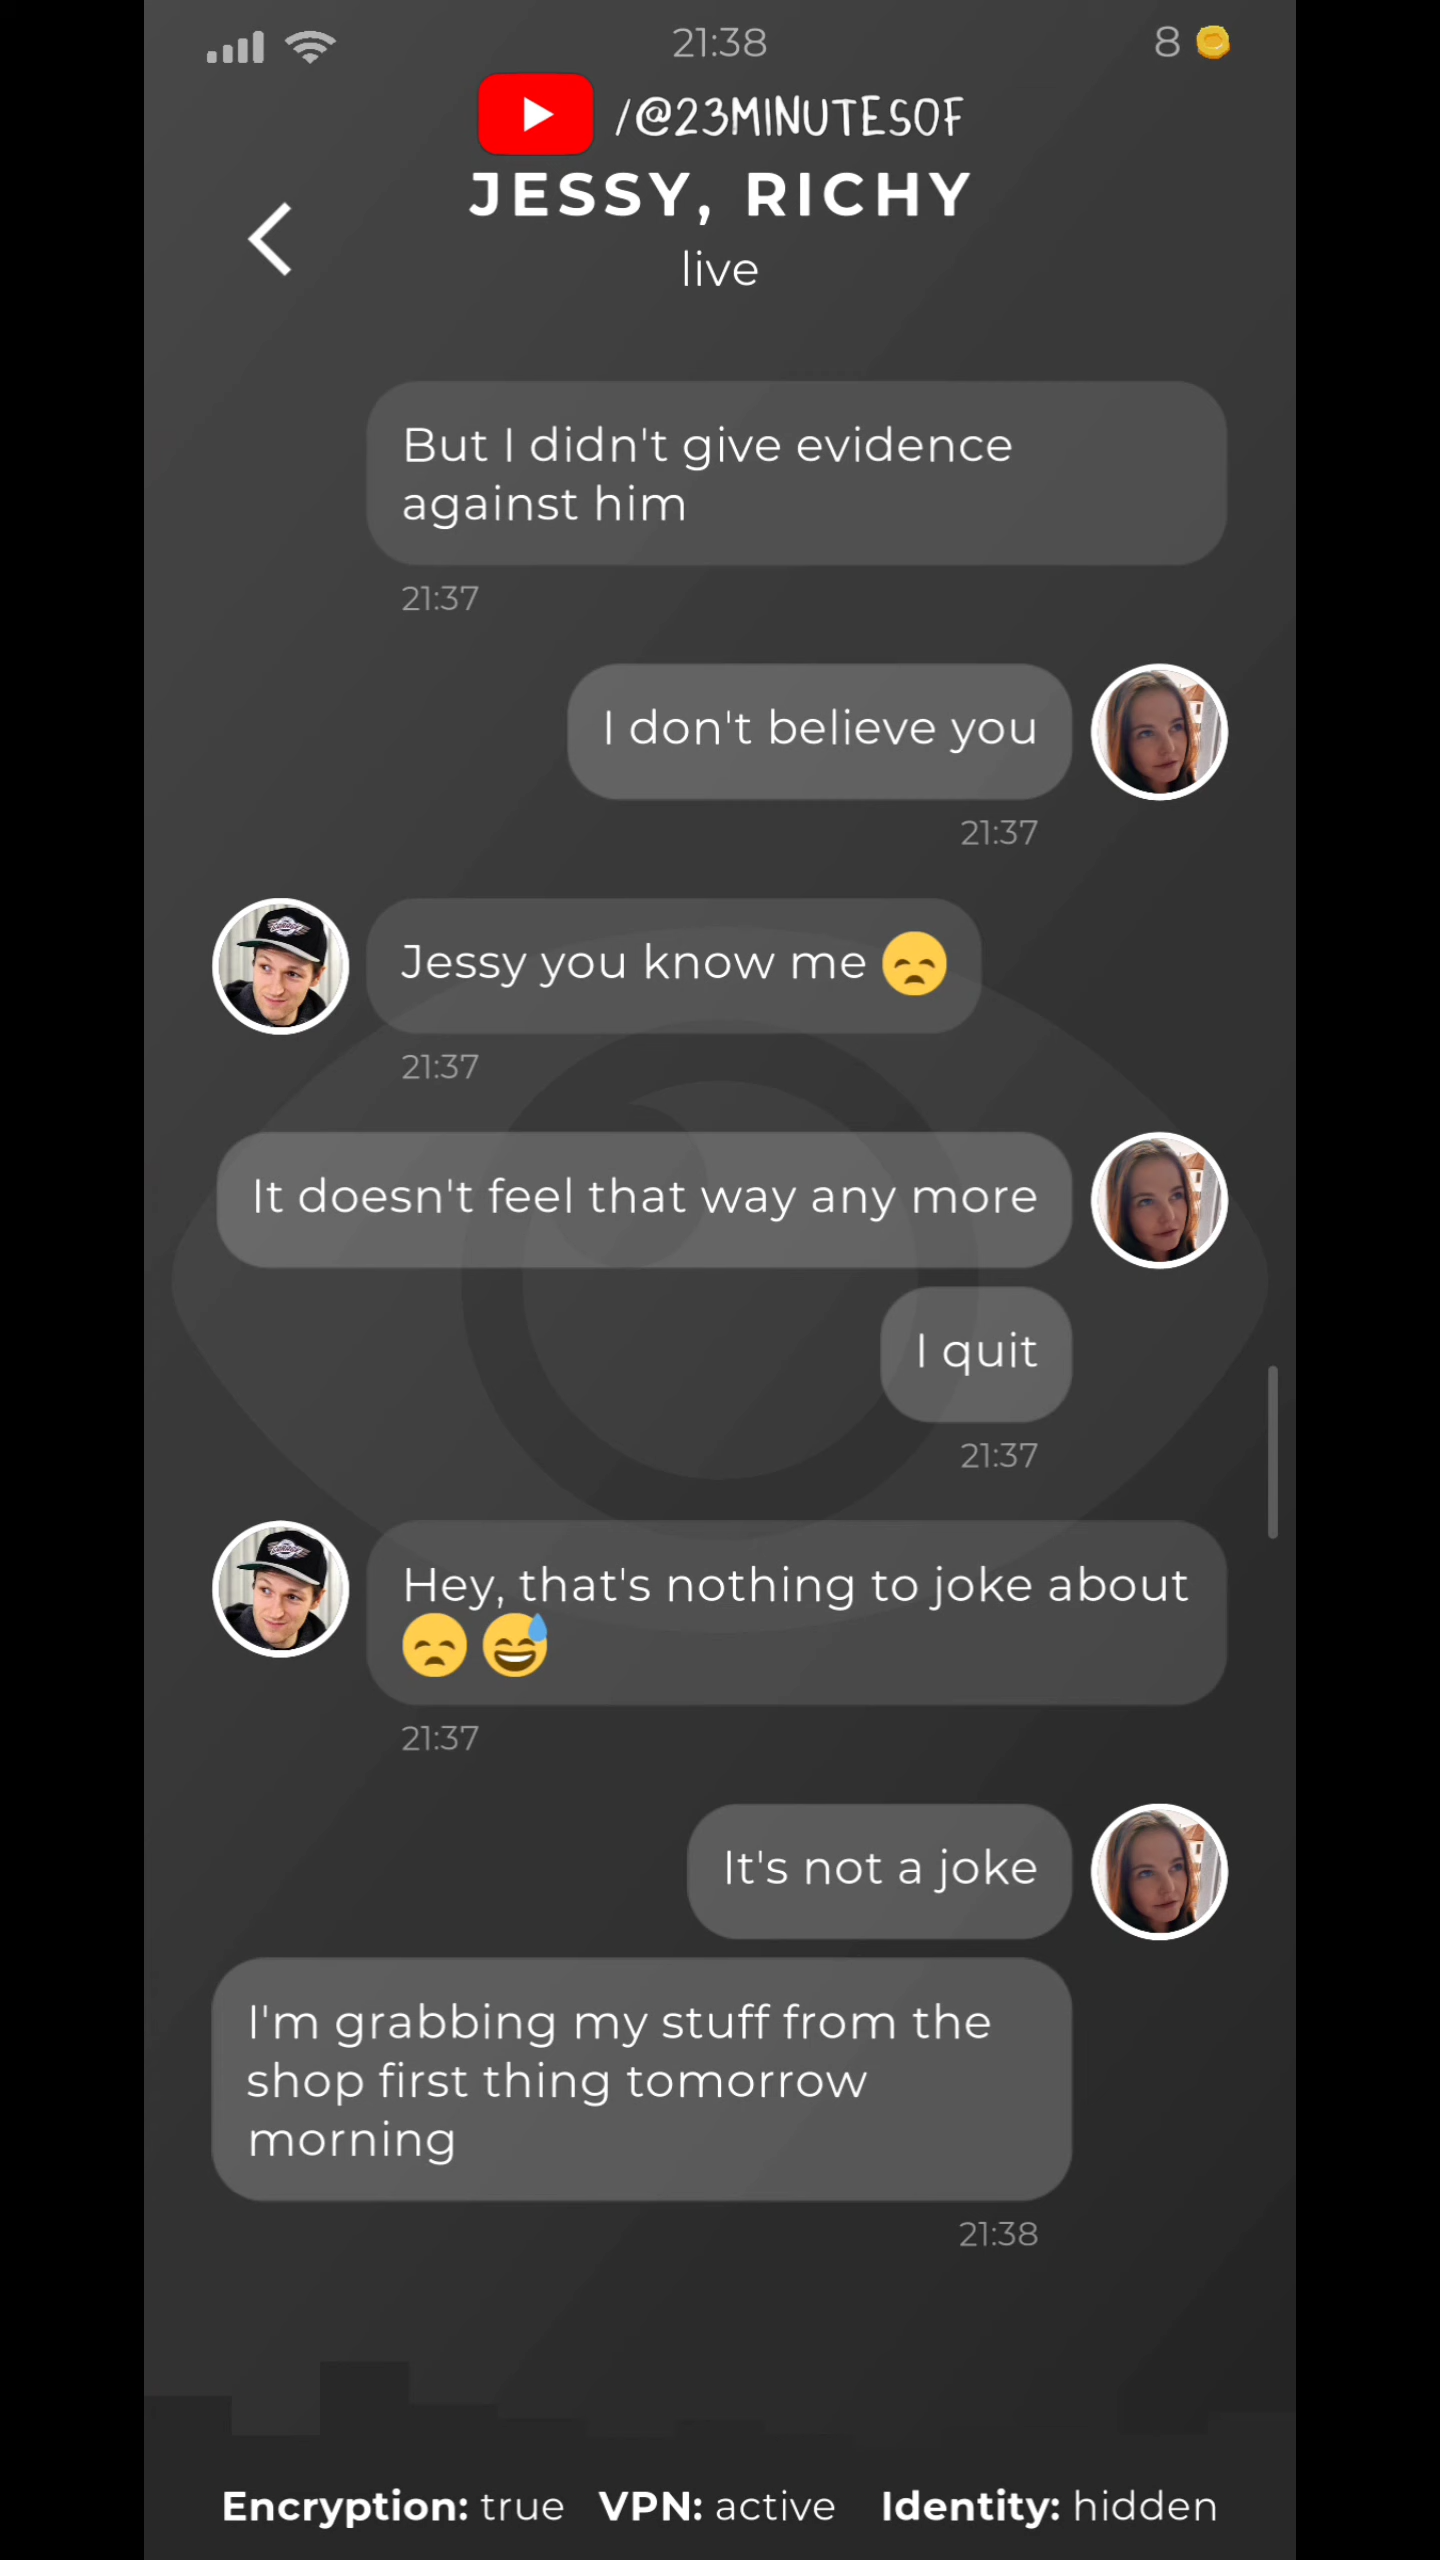 21:38
8
/@23MINUTESOF
JESSY, RICHY
live
But I didn't give evidence
against him
21:37
I don't believe you
21:37
Jessy you know me 😞
21:37
It doesn't feel that way any more
I quit
21:37
Hey, that's nothing to joke about
😞 😅
21:37
It's not a joke
I'm grabbing my stuff from the
shop first thing tomorrow
morning
21:38
Encryption: true VPN: active Identity: hidden